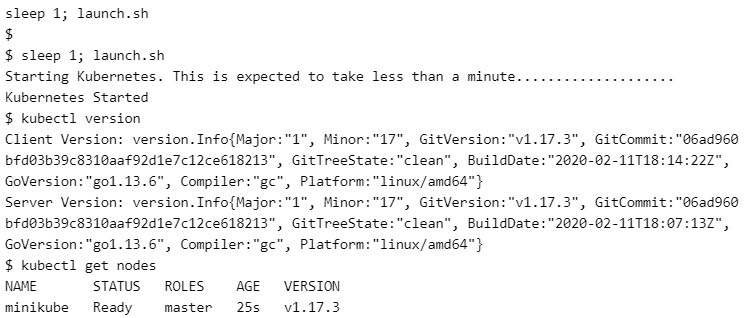 sleep 1; launch.sh
$
$ sleep 1; launch.sh
Starting Kubernetes. This is expected to take less than a minute....................
Kubernetes Started
$ kubectl version
Client Version: version.Info{Major:"1", Minor:"17", GitVersion:"v1.17.3", GitCommit:"06ad960
bfd03b39c8310aaf92d1e7c12ce618213", GitTreeState:"clean", BuildDate:"2020-02-11T18:14:22Z",
GoVersion:"go1.13.6", Compiler:"gc", Platform:"linux/amd64"}
Server Version: version.Info{Major:"1", Minor:"17", GitVersion:"v1.17.3", GitCommit:"06ad960
bfd03b39c8310aaf92d1e7c12ce618213", GitTreeState:"clean", BuildDate:"2020-02-11T18:07:13Z",
GoVersion:"go1.13.6", Compiler:"gc", Platform:"linux/amd64"}
$ kubectl get nodes
NAME       STATUS   ROLES    AGE   VERSION
minikube   Ready    master   25s   v1.17.3